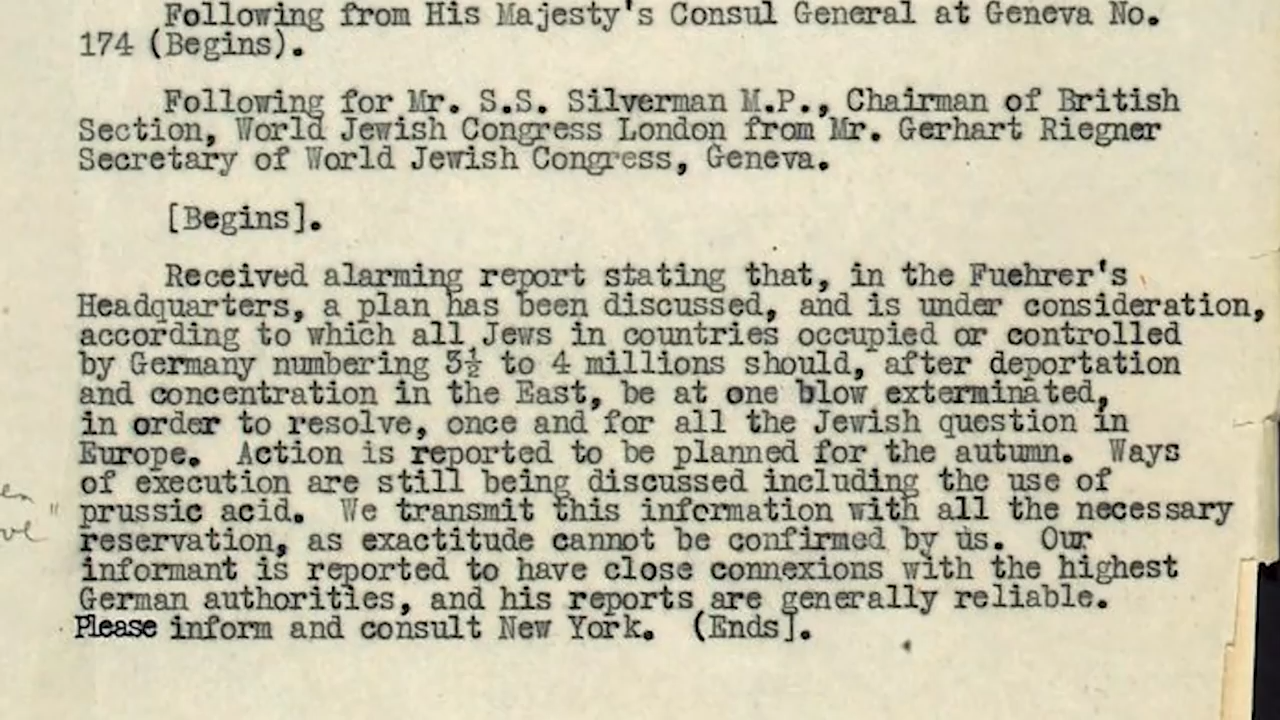 Following from His Majesty's Consul General at Geneva No.
174 (Begins).
Following for Mr. S.S. Silverman M.P., Chairman of British
Section, World Jewish Congress London from Mr. Gerhart Riegner
Secretary of World Jewish Congress, Geneva.
[Begins].
Received alarming report stating that, in the Fuehrer's
Headquarters, a plan has been discussed, and is under consideration,
according to which all Jews in countries occupied or controlled
by Germany numbering 3½ to 4 millions should, after deportation
and concentration in the East, be at one blow exterminated,
in order to resolve, once and for all the Jewish question in
Europe. Action is reported to be planned for the autumn. Ways
of execution are still being discussed including the use of
prussic acid. We transmit this information with all the necessary
reservation, as exactitude cannot be confirmed by us. Our
informant is reported to have close connexions with the highest
German authorities, and his reports are generally reliable.
Please inform and consult New York. (Ends].